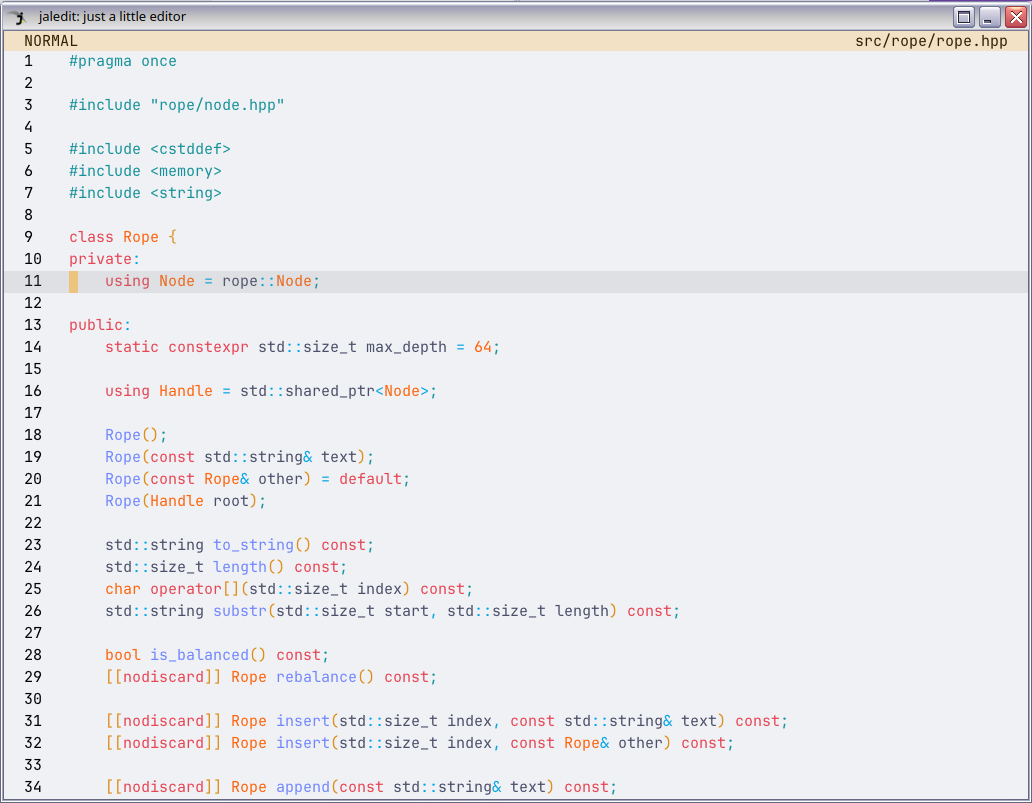 jaledit: just a little editor
NORMAL src/rope/rope.hpp
1 #pragma once
2
3 #include "rope/node.hpp"
4
5 #include <cstddef>
6 #include <memory>
7 #include <string>
8
9 class Rope {
10 private:
11     using Node = rope::Node;
12
13 public:
14     static constexpr std::size_t max_depth = 64;
15
16     using Handle = std::shared_ptr<Node>;
17
18     Rope();
19     Rope(const std::string& text);
20     Rope(const Rope& other) = default;
21     Rope(Handle root);
22
23     std::string to_string() const;
24     std::size_t length() const;
25     char operator[](std::size_t index) const;
26     std::string substr(std::size_t start, std::size_t length) const;
27
28     bool is_balanced() const;
29     [[nodiscard]] Rope rebalance() const;
30
31     [[nodiscard]] Rope insert(std::size_t index, const std::string& text) const;
32     [[nodiscard]] Rope insert(std::size_t index, const Rope& other) const;
33
34     [[nodiscard]] Rope append(const std::string& text) const;